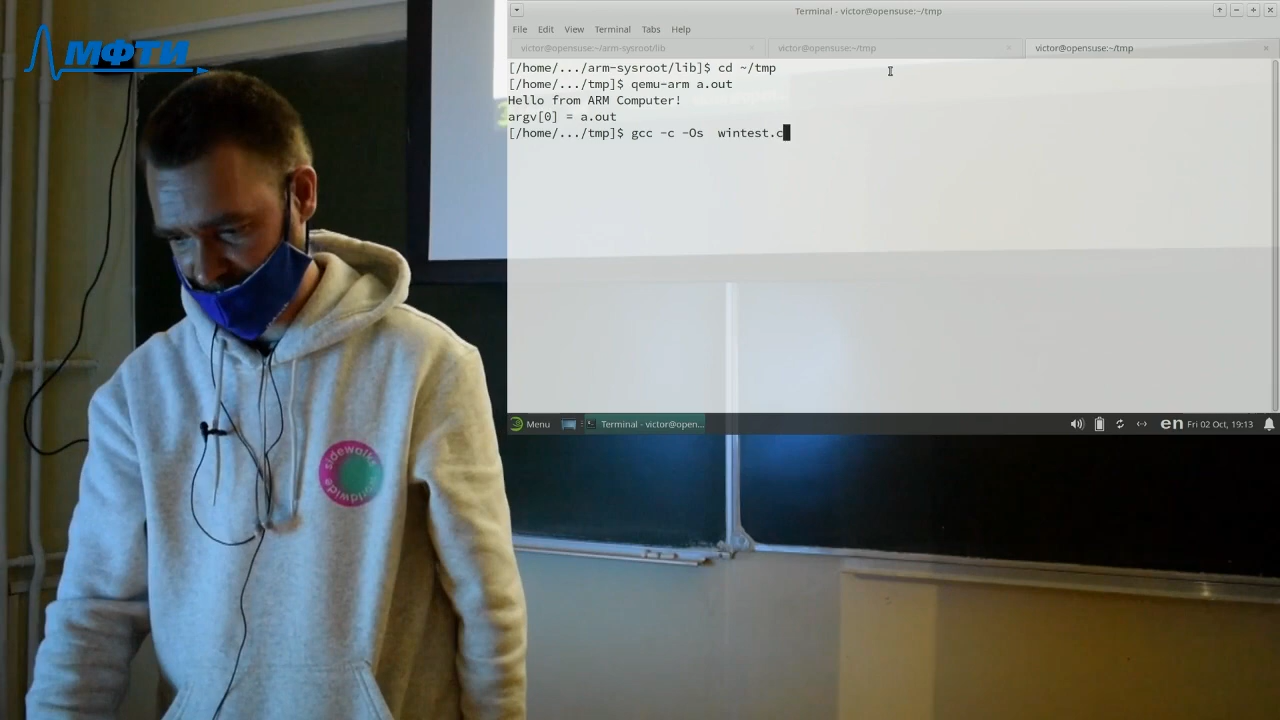 МФТИ
Terminal - victor@opensuse:~/tmp
File Edit View Terminal Tabs Help
victor@opensuse:~/arm-sysroot/lib
victor@opensuse:~/tmp
victor@opensuse:~/tmp
[/home/.../arm-sysroot/lib]$ cd ~/tmp
[/home/.../tmp]$ qemu-arm a.out
Hello from ARM Computer!
argv[0] = a.out
[/home/.../tmp]$ gcc -c -Os  wintest.c
sidewalks
worldwide
Menu
Terminal - victor@open...
en
Fri 02 Oct, 19:13